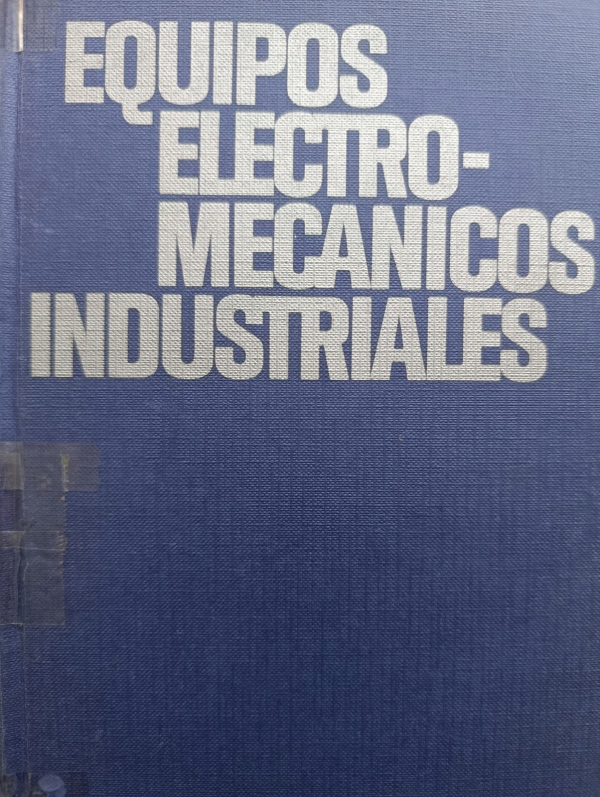 EQUIPOS
ELECTRO-
MECANICOS
INDUSTRIALES